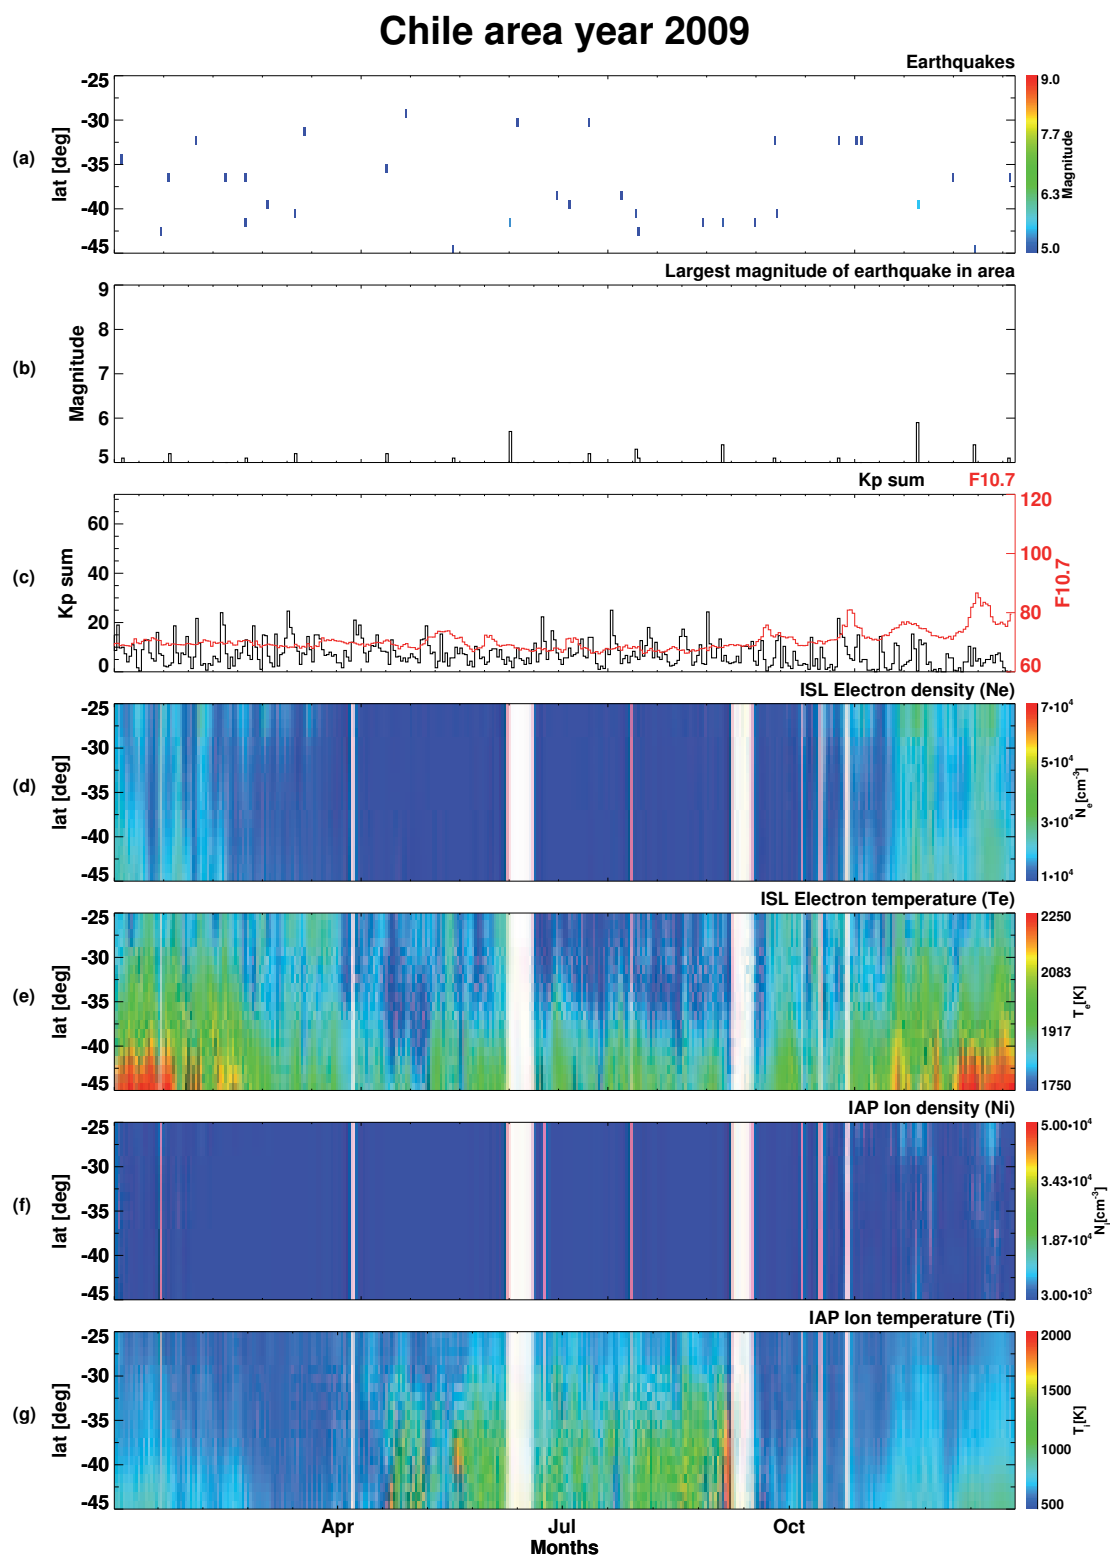 Chile area year 2009
Earthquakes
(a)
lat [deg]
-25
-30
-35
-40
-45
9.0
7.7
6.3
5.0
Magnitude
Largest magnitude of earthquake in area
(b)
Magnitude
9
8
7
6
5
Kp sum F10.7
(c)
Kp sum
60
40
20
0
120
100
80
60
F10.7
ISL Electron density (Ne)
(d)
lat [deg]
-25
-30
-35
-40
-45
7•10⁴
5•10⁴
3•10⁴
1•10⁴
Nₑ[cm⁻³]
ISL Electron temperature (Te)
(e)
lat [deg]
-25
-30
-35
-40
-45
2250
2083
1917
1750
Tₑ[K]
IAP Ion density (Ni)
(f)
lat [deg]
-25
-30
-35
-40
-45
5.00•10⁴
3.43•10⁴
1.87•10⁴
3.00•10³
Nᵢ[cm⁻³]
IAP Ion temperature (Ti)
(g)
lat [deg]
-25
-30
-35
-40
-45
2000
1500
1000
500
Tᵢ[K]
Apr Jul Oct
Months